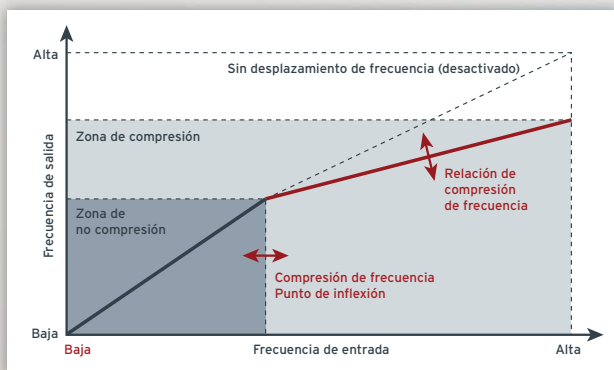 Alta
Sin desplazamiento de frecuencia (desactivado)
Zona de compresión
Relación de
compresión
de frecuencia
Zona de
no compresión
Frecuencia de salida
Compresión de frecuencia
Punto de inflexión
Baja
Baja
Frecuencia de entrada
Alta